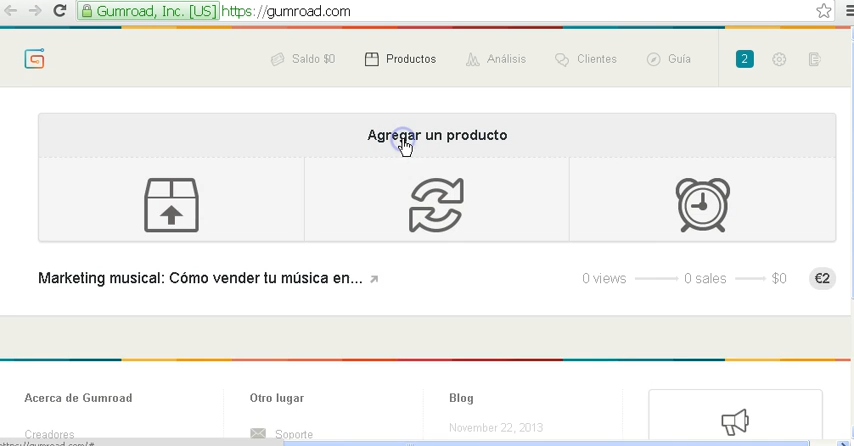 Gumroad, Inc. [US] https://gumroad.com
Saldo $0 Productos Análisis Clientes Guía 2
Agregar un producto
Marketing musical: Cómo vender tu música en... 0 views 0 sales $0 €2
Acerca de Gumroad Otro lugar Blog
Creadores Soporte November 22, 2013
https://gumroad.com/#